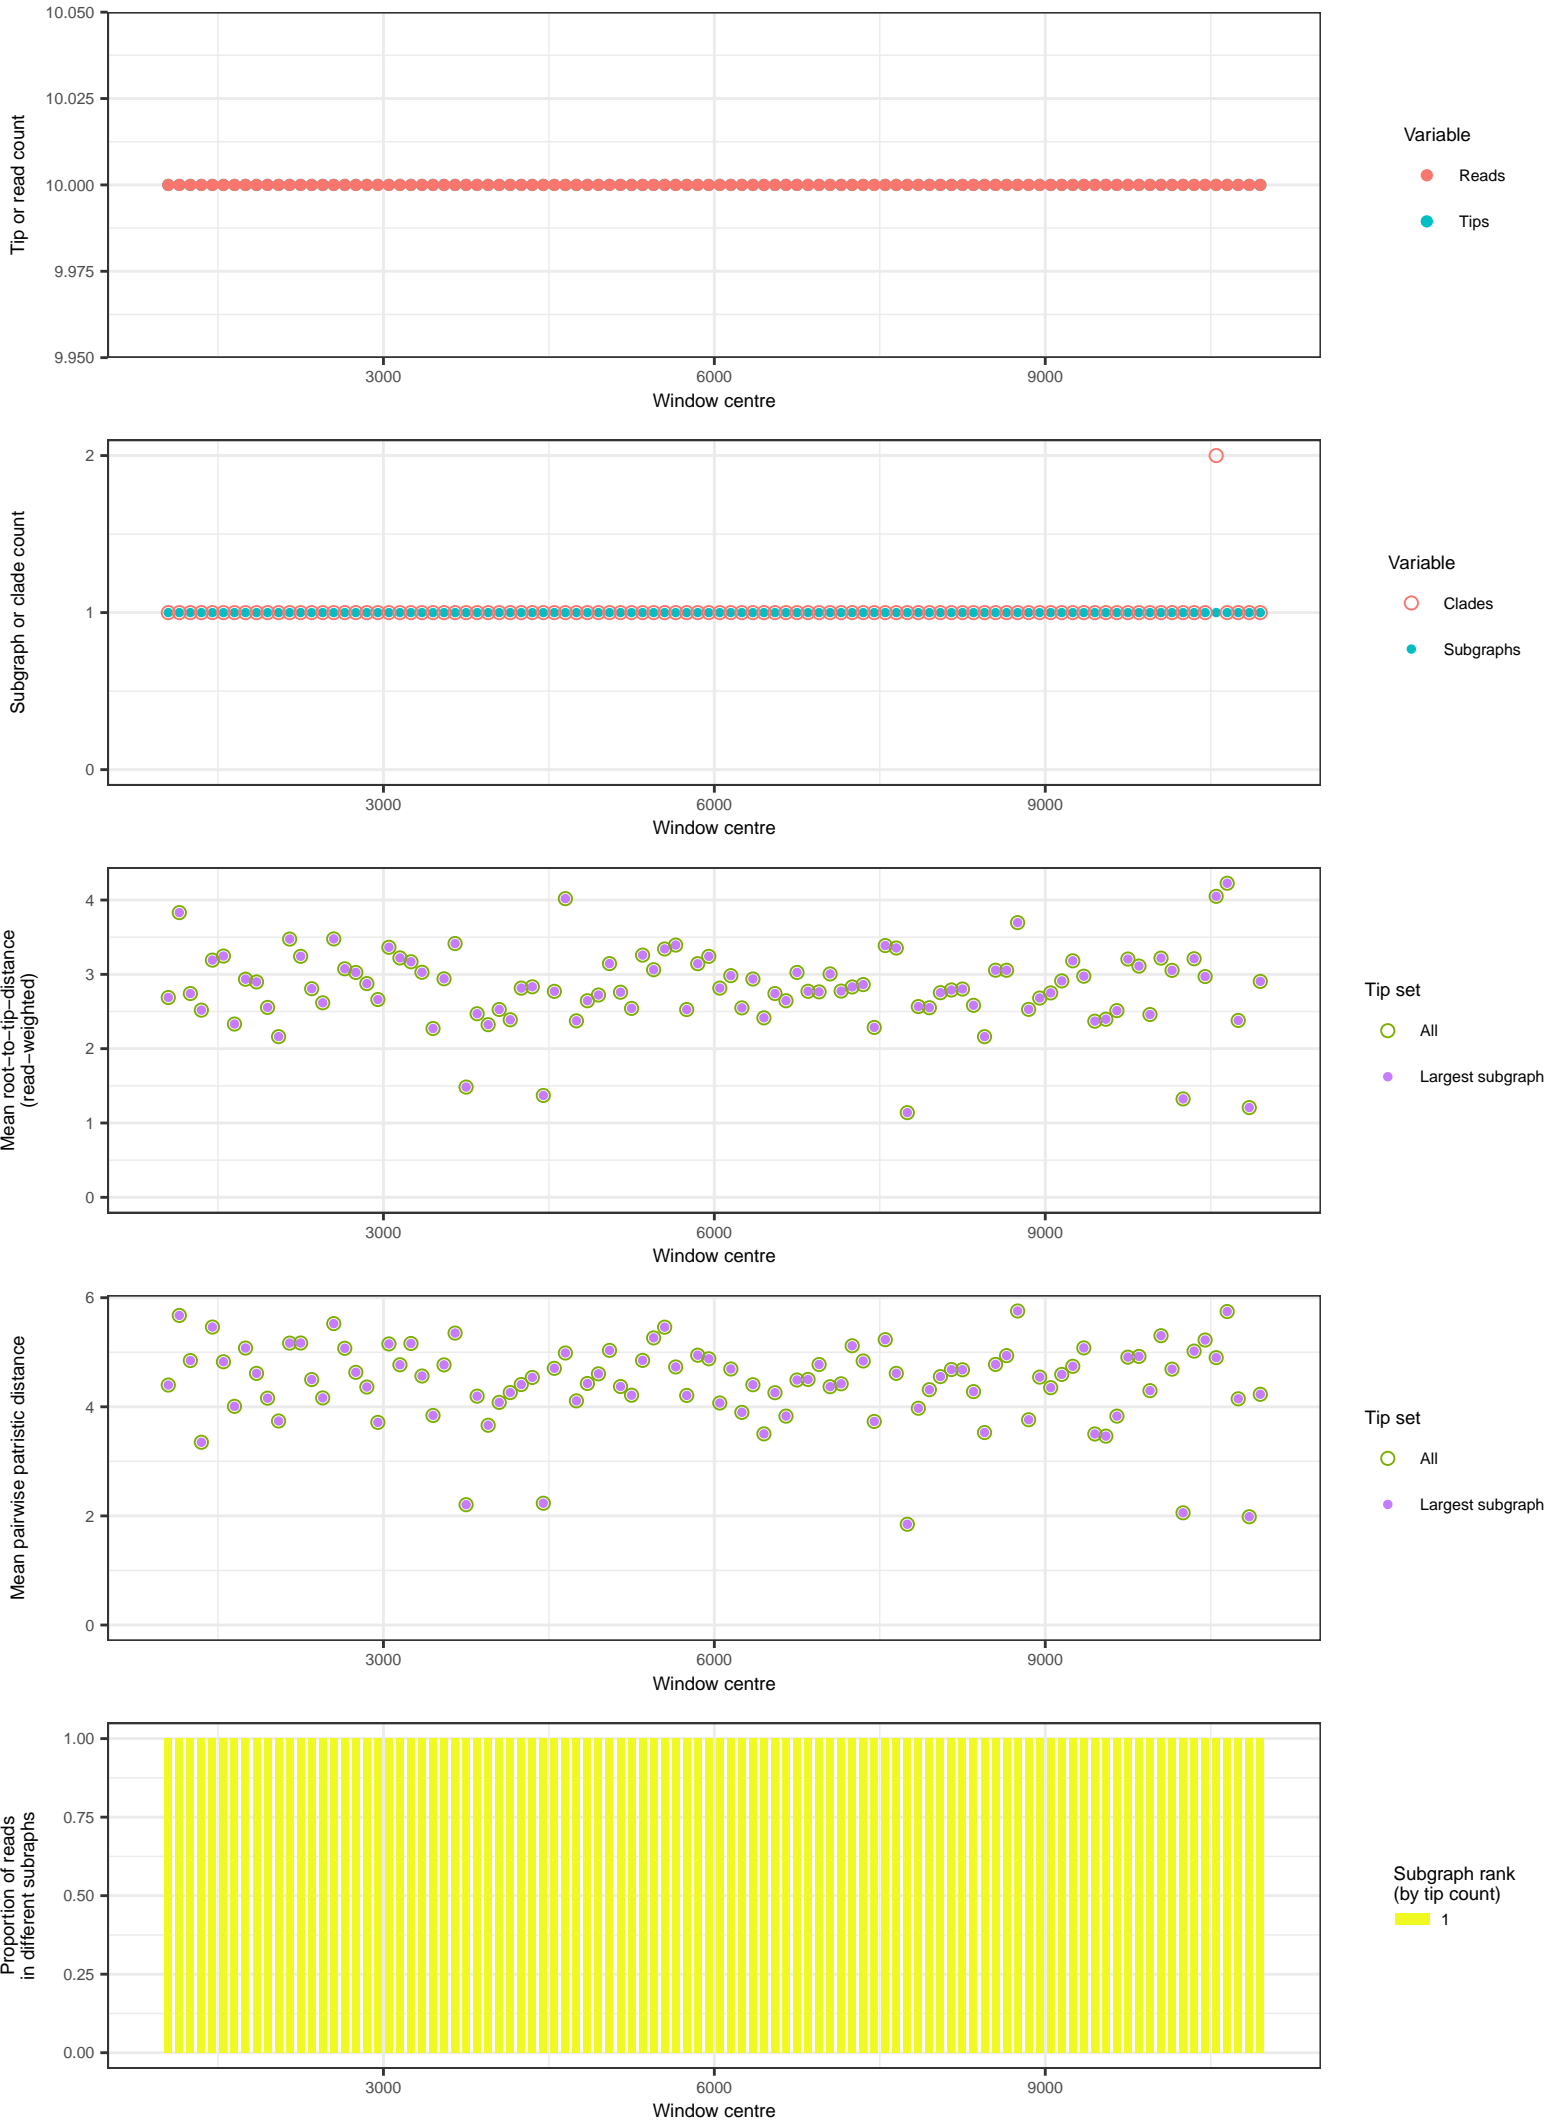 10.050
10.025
10.000
9.975
9.950
Tip or read count
3000
6000
9000
Window centre
Variable
Reads
Tips
2
1
0
Subgraph or clade count
3000
6000
9000
Window centre
Variable
Clades
Subgraphs
4
3
2
1
0
Mean root−to−tip−distance
(read−weighted)
3000
6000
9000
Window centre
Tip set
All
Largest subgraph
6
4
2
0
Mean pairwise patristic distance
3000
6000
9000
Window centre
Tip set
All
Largest subgraph
1.00
0.75
0.50
0.25
0.00
Proportion of reads
in different subraphs
3000
6000
9000
Window centre
Subgraph rank
(by tip count)
1